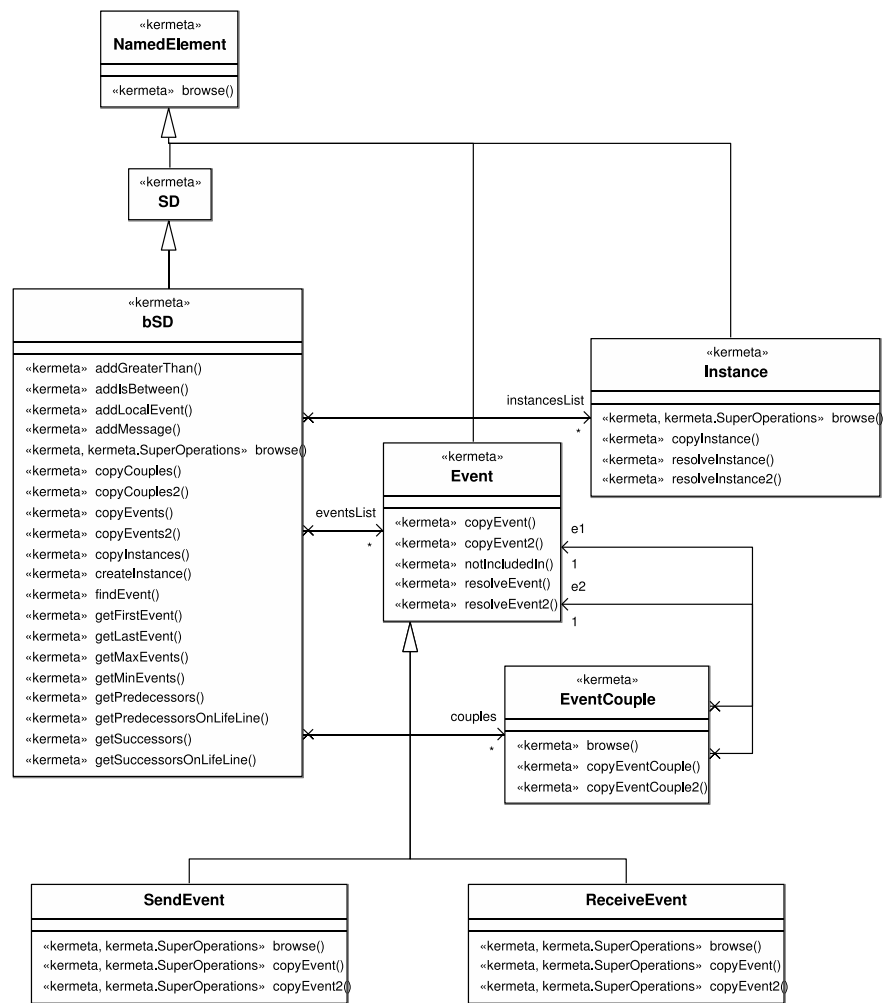 «kermeta»
NamedElement
«kermeta» browse()
«kermeta»
SD
«kermeta»
bSD
«kermeta» addGreaterThan()
«kermeta» addIsBetween()
«kermeta» addLocalEvent()
«kermeta» addMessage()
«kermeta, kermeta.SuperOperations» browse()
«kermeta» copyCouples()
«kermeta» copyCouples2()
«kermeta» copyEvents()
«kermeta» copyEvents2()
«kermeta» copyInstances()
«kermeta» createInstance()
«kermeta» findEvent()
«kermeta» getFirstEvent()
«kermeta» getLastEvent()
«kermeta» getMaxEvents()
«kermeta» getMinEvents()
«kermeta» getPredecessors()
«kermeta» getPredecessorsOnLifeLine()
«kermeta» getSuccessors()
«kermeta» getSuccessorsOnLifeLine()
instancesList
*
«kermeta»
Instance
«kermeta, kermeta.SuperOperations» browse()
«kermeta» copyInstance()
«kermeta» resolveInstance()
«kermeta» resolveInstance2()
eventsList
*
«kermeta»
Event
«kermeta» copyEvent()
«kermeta» copyEvent2()
«kermeta» notIncludedIn()
«kermeta» resolveEvent()
«kermeta» resolveEvent2()
e1
1
e2
1
couples
*
«kermeta»
EventCouple
«kermeta» browse()
«kermeta» copyEventCouple()
«kermeta» copyEventCouple2()
SendEvent
«kermeta, kermeta.SuperOperations» browse()
«kermeta, kermeta.SuperOperations» copyEvent()
«kermeta, kermeta.SuperOperations» copyEvent2()
ReceiveEvent
«kermeta, kermeta.SuperOperations» browse()
«kermeta, kermeta.SuperOperations» copyEvent()
«kermeta, kermeta.SuperOperations» copyEvent2()